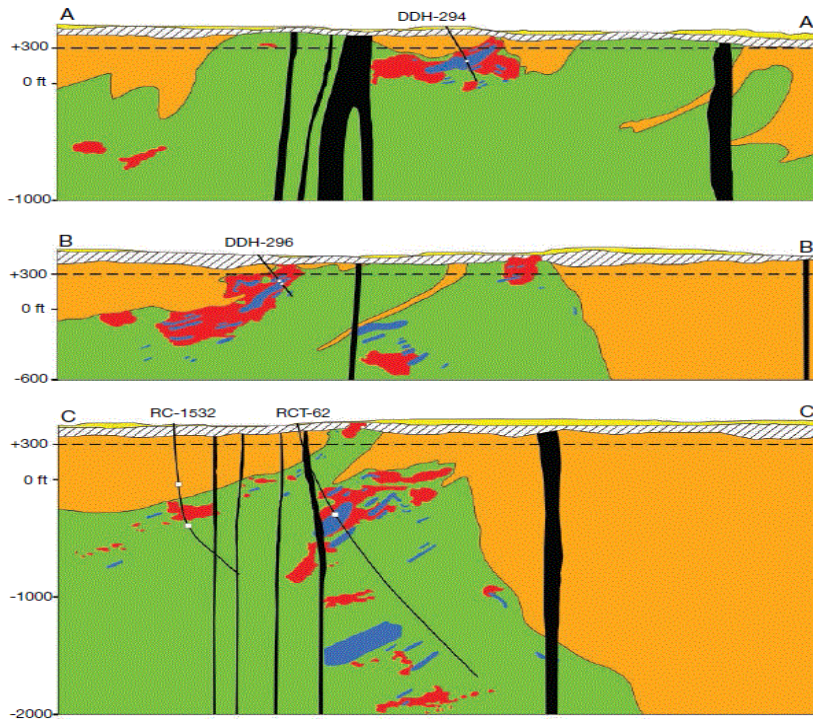 A DDH-294 A
+300
0 ft
-1000
B DDH-296 B
+300
0 ft
-600
C RC-1532 RCT-62 C
+300
0 ft
-1000
-2000